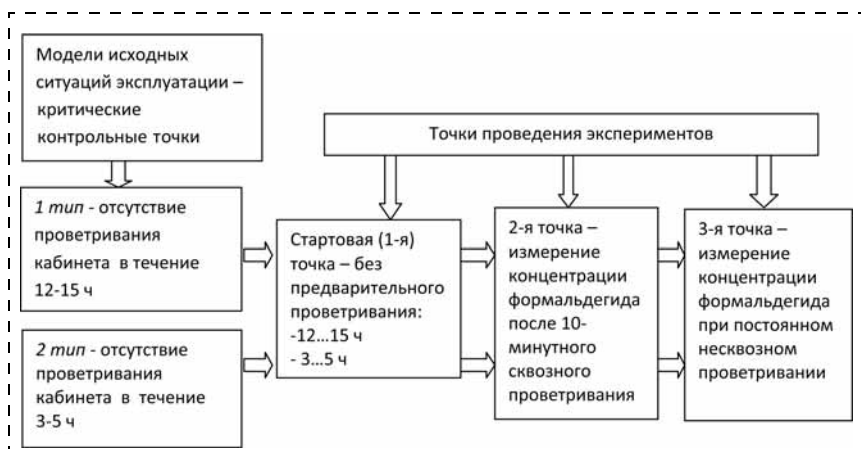 Модели исходных
ситуаций эксплуатации –
критические
контрольные точки
Точки проведения экспериментов
1 тип - отсутствие
проветривания
кабинета в течение
12-15 ч
2 тип - отсутствие
проветривания
кабинета в течение
3-5 ч
Стартовая (1-я)
точка – без
предварительного
проветривания:
-12...15 ч
- 3...5 ч
2-я точка –
измерение
концентрации
формальдегида
после 10-
минутного
сквозного
проветривания
3-я точка –
измерение
концентрации
формальдегида
при постоянном
несквозном
проветривании